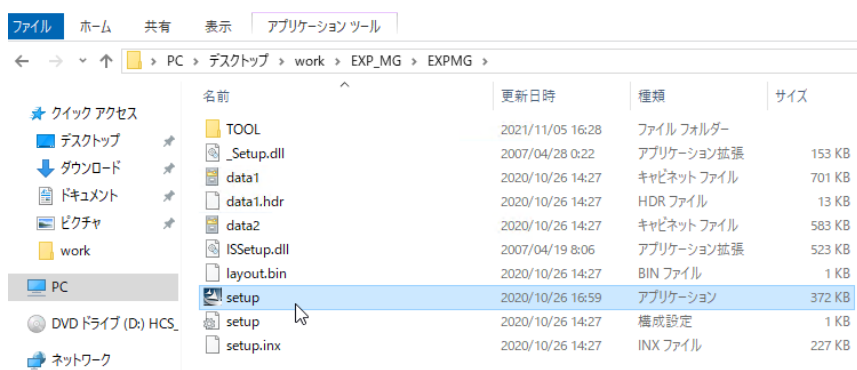 ファイル ホーム 共有 表示 アプリケーション ツール
PC › デスクトップ › work › EXP_MG › EXPMG ›
名前 更新日時 種類 サイズ
クイック アクセス
デスクトップ
ダウンロード
ドキュメント
ピクチャ
work
PC
DVD ドライブ (D:) HCS_
ネットワーク
TOOL 2021/11/05 16:28 ファイル フォルダー
_Setup.dll 2007/04/28 0:22 アプリケーション拡張 153 KB
data1 2020/10/26 14:27 キャビネット ファイル 701 KB
data1.hdr 2020/10/26 14:27 HDR ファイル 13 KB
data2 2020/10/26 14:27 キャビネット ファイル 583 KB
ISSetup.dll 2007/04/19 8:06 アプリケーション拡張 523 KB
layout.bin 2020/10/26 14:27 BIN ファイル 1 KB
setup 2020/10/26 16:59 アプリケーション 372 KB
setup 2020/10/26 14:27 構成設定 1 KB
setup.inx 2020/10/26 14:27 INX ファイル 227 KB